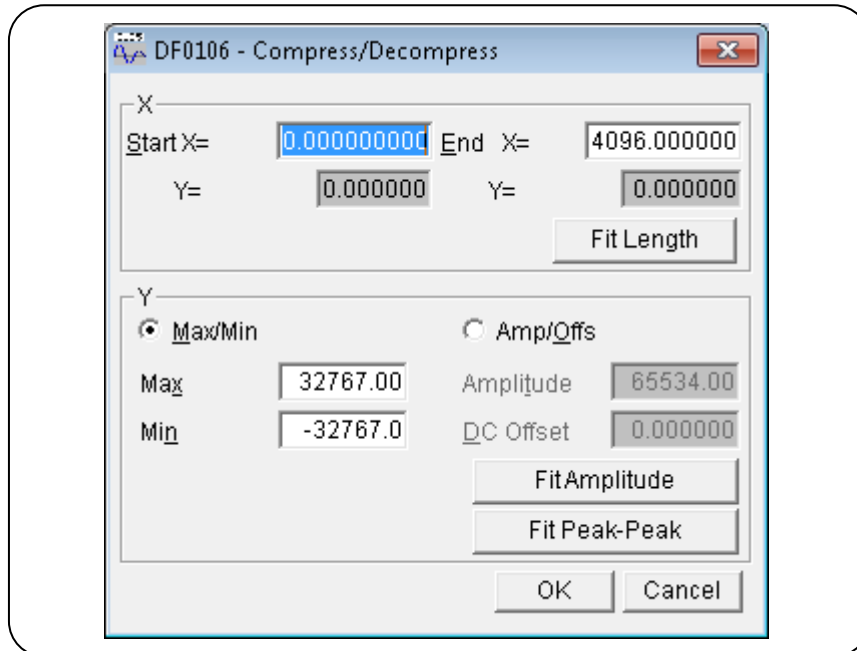 DF0106 - Compress/Decompress
X
Start X= 0.000000000 End X= 4096.000000
Y= 0.000000 Y= 0.000000
Fit Length
Y
Max/Min Amp/Offs
Max 32767.00 Amplitude 65534.00
Min -32767.0 DC Offset 0.000000
Fit Amplitude
Fit Peak-Peak
OK Cancel